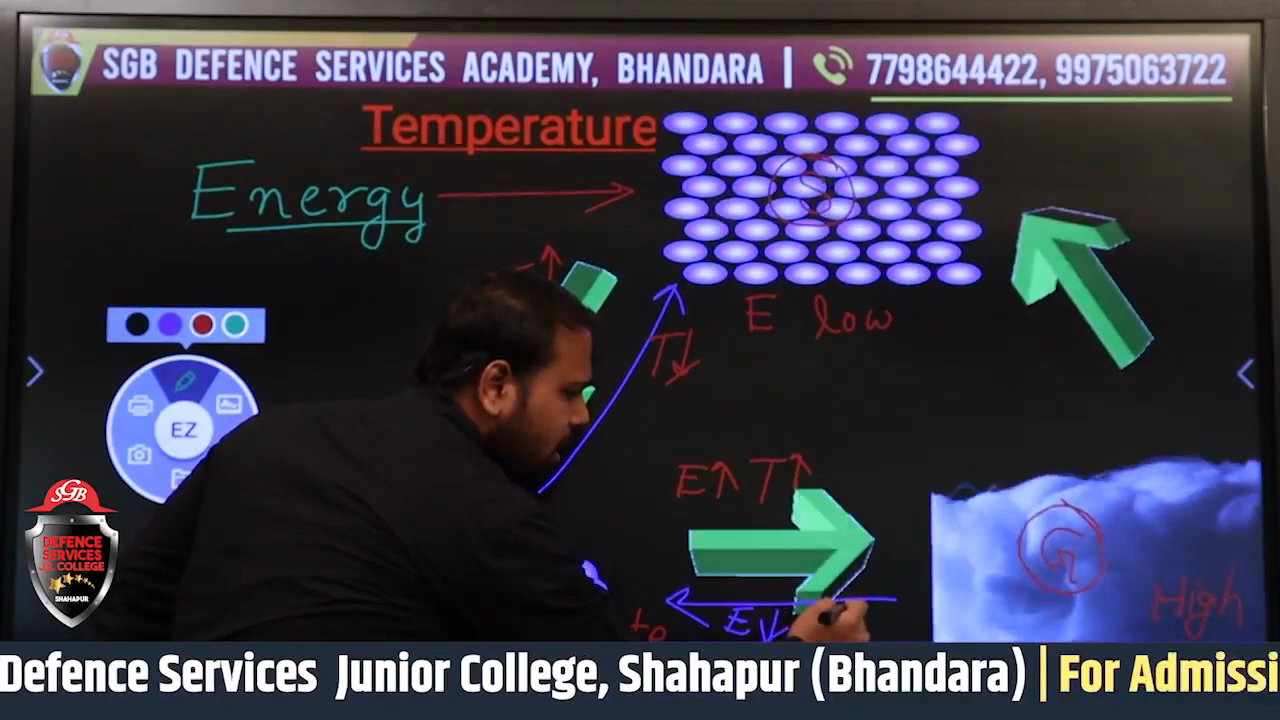 SGB DEFENCE SERVICES ACADEMY, BHANDARA | 7798644422, 9975063722
Temperature
Energy
S
E low
T↓
E↑ T↑
G
High
E↓
EZ
SGB
DEFENCE
SERVICES
JR. COLLEGE
SHAHAPUR
Defence Services Junior College, Shahapur (Bhandara) | For Admissi